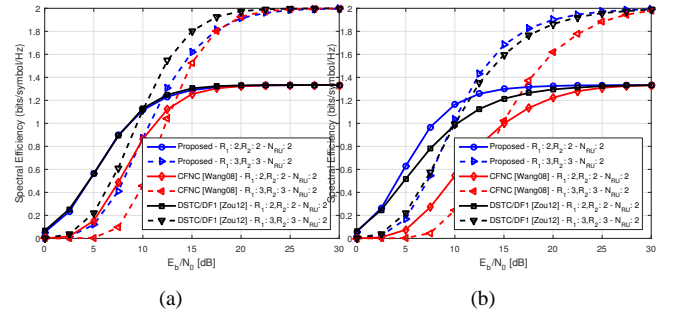 Spectral Efficiency (bits/symbol/Hz)
2
1.8
1.6
1.4
1.2
1
0.8
0.6
0.4
0.2
0
Proposed - R1: 2,R2: 2 - NRU: 2
Proposed - R1: 3,R2: 3 - NRU: 2
CFNC [Wang08] - R1: 2,R2: 2 - NRU: 2
CFNC [Wang08] - R1: 3,R2: 3 - NRU: 2
DSTC/DF1 [Zou12] - R1: 2,R2: 2 - NRU: 2
DSTC/DF1 [Zou12] - R1: 3,R2: 3 - NRU: 2
0 5 10 15 20 25 30
Eb/N0 [dB]
(a)
Spectral Efficiency (bits/symbol/Hz)
2
1.8
1.6
1.4
1.2
1
0.8
0.6
0.4
0.2
0
Proposed - R1: 2,R2: 2 - NRU: 2
Proposed - R1: 3,R2: 3 - NRU: 2
CFNC [Wang08] - R1: 2,R2: 2 - NRU: 2
CFNC [Wang08] - R1: 3,R2: 3 - NRU: 2
DSTC/DF1 [Zou12] - R1: 2,R2: 2 - NRU: 2
DSTC/DF1 [Zou12] - R1: 3,R2: 3 - NRU: 2
0 5 10 15 20 25 30
Eb/N0 [dB]
(b)